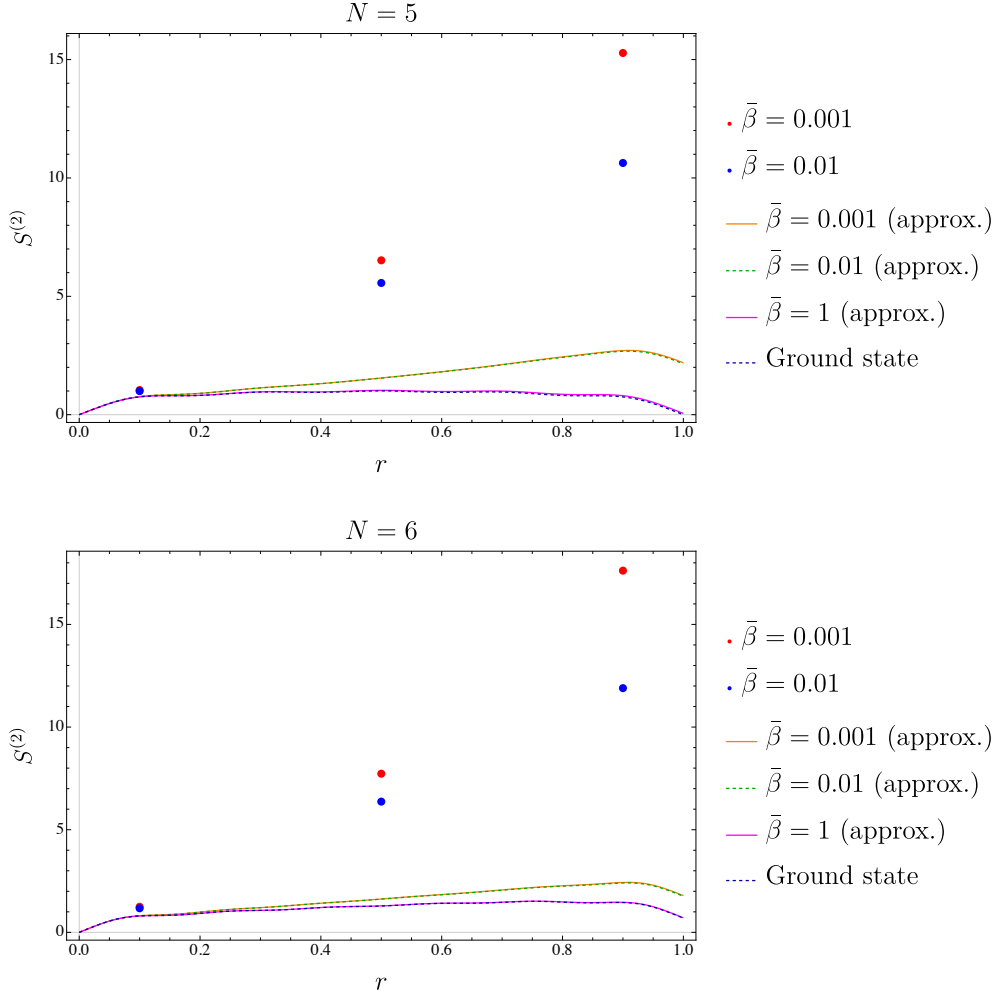 N = 5
15
10
5
0
S^(2)
0.0 0.2 0.4 0.6 0.8 1.0
r
β̄ = 0.001
β̄ = 0.01
β̄ = 0.001 (approx.)
β̄ = 0.01 (approx.)
β̄ = 1 (approx.)
Ground state
N = 6
15
10
5
0
S^(2)
0.0 0.2 0.4 0.6 0.8 1.0
r
β̄ = 0.001
β̄ = 0.01
β̄ = 0.001 (approx.)
β̄ = 0.01 (approx.)
β̄ = 1 (approx.)
Ground state